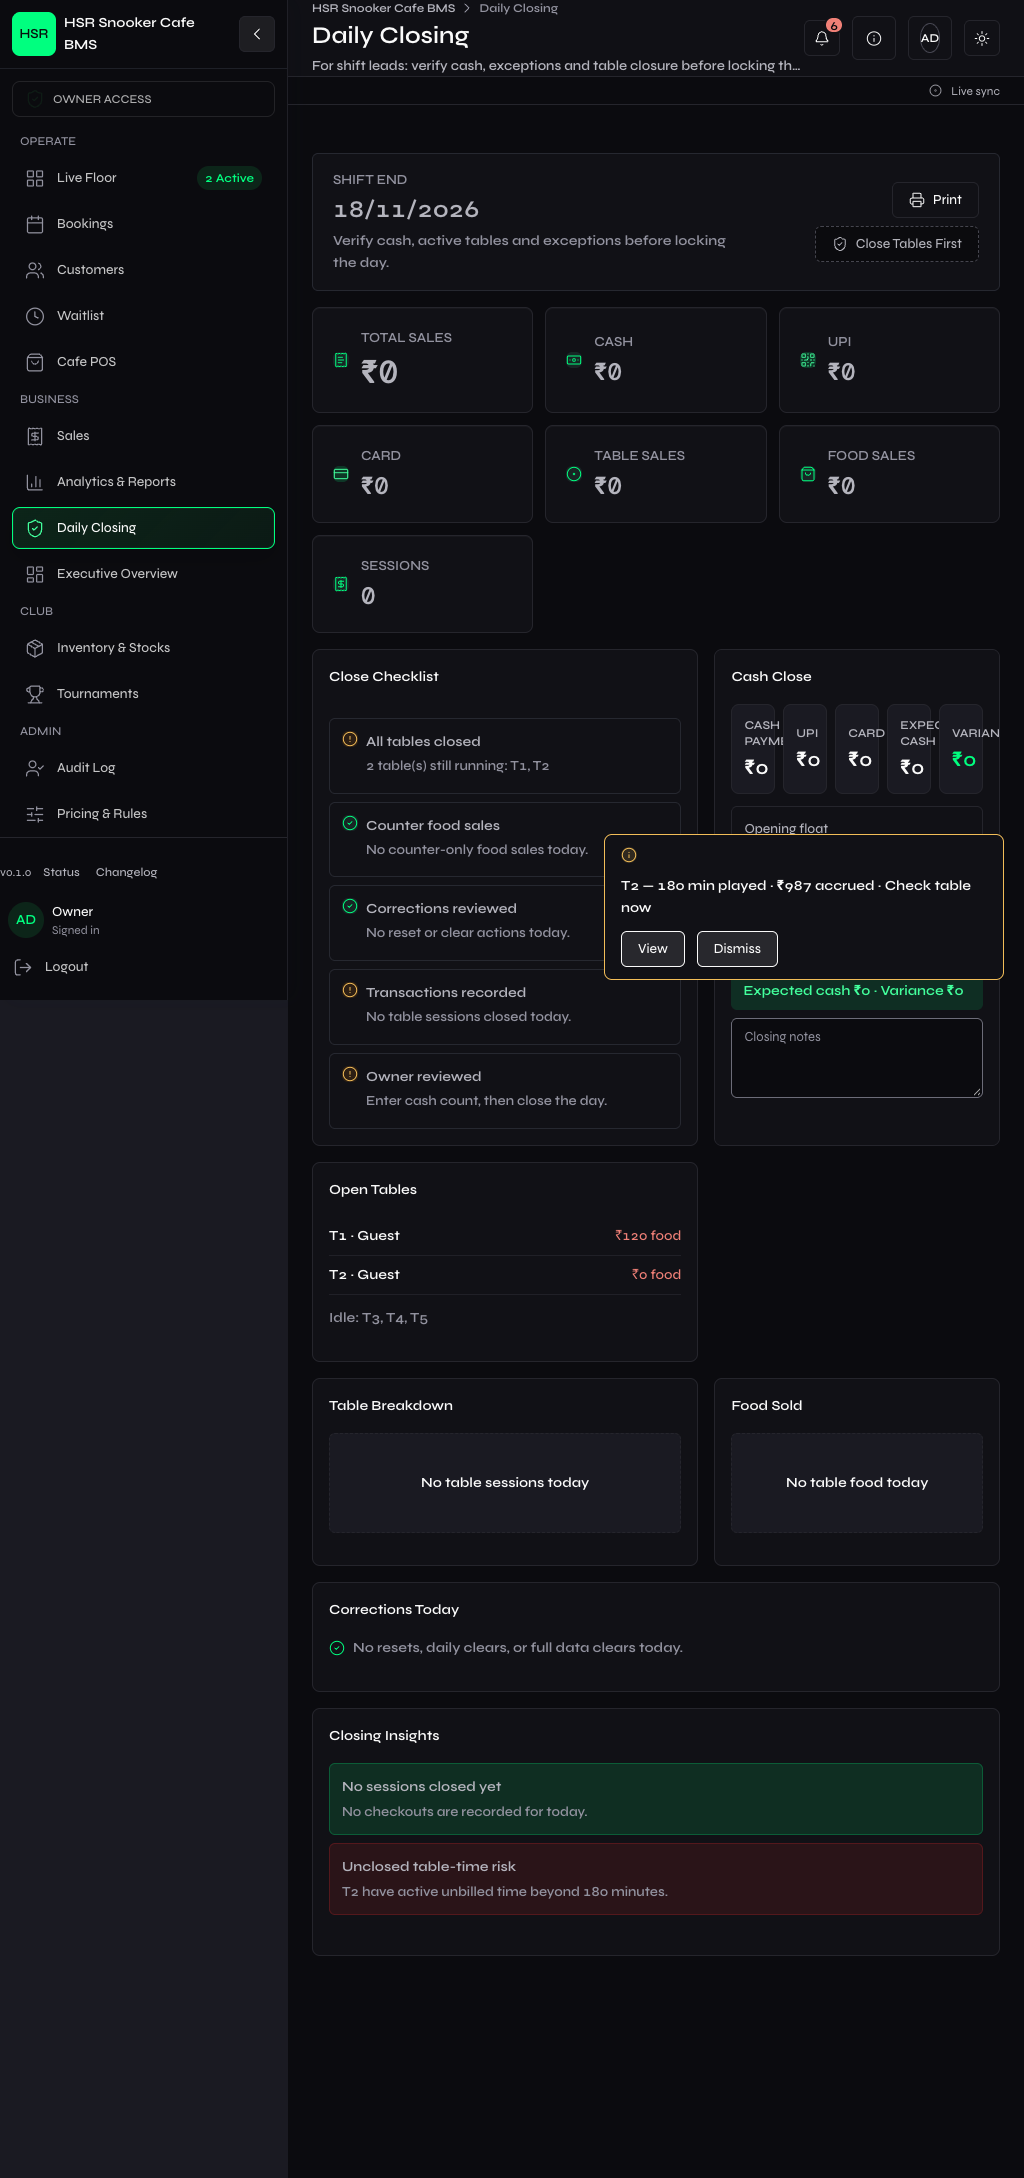 HSR
HSR Snooker Cafe
BMS
OWNER ACCESS
OPERATE
Live Floor
2 Active
Bookings
Customers
Waitlist
Cafe POS
BUSINESS
Sales
Analytics & Reports
Daily Closing
Executive Overview
CLUB
Inventory & Stocks
Tournaments
ADMIN
Audit Log
Pricing & Rules
v0.1.0 Status Changelog
AD
Owner
Signed in
Logout
HSR Snooker Cafe BMS > Daily Closing
Daily Closing
For shift leads: verify cash, exceptions and table closure before locking th...
6
AD
Live sync
SHIFT END
18/11/2026
Verify cash, active tables and exceptions before locking
the day.
Print
Close Tables First
TOTAL SALES
₹0
CASH
₹0
UPI
₹0
CARD
₹0
TABLE SALES
₹0
FOOD SALES
₹0
SESSIONS
0
Close Checklist
All tables closed
2 table(s) still running: T1, T2
Counter food sales
No counter-only food sales today.
Corrections reviewed
No reset or clear actions today.
Transactions recorded
No table sessions closed today.
Owner reviewed
Enter cash count, then close the day.
Cash Close
CASH
PAYME
₹0
UPI
₹0
CARD
₹0
EXPEC
CASH
₹0
VARIAN
₹0
Opening float
T2 — 180 min played · ₹987 accrued · Check table
now
View
Dismiss
Expected cash ₹0 · Variance ₹0
Closing notes
Open Tables
T1 · Guest
₹120 food
T2 · Guest
₹0 food
Idle: T3, T4, T5
Table Breakdown
No table sessions today
Food Sold
No table food today
Corrections Today
No resets, daily clears, or full data clears today.
Closing Insights
No sessions closed yet
No checkouts are recorded for today.
Unclosed table-time risk
T2 have active unbilled time beyond 180 minutes.